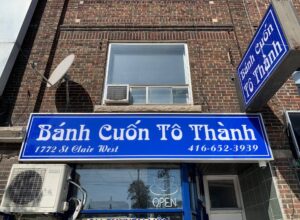 Bánh Cuốn Tô Thành
1772 St Clair West
416-652-3939
Bánh Cuốn
Tô Thành
OPEN